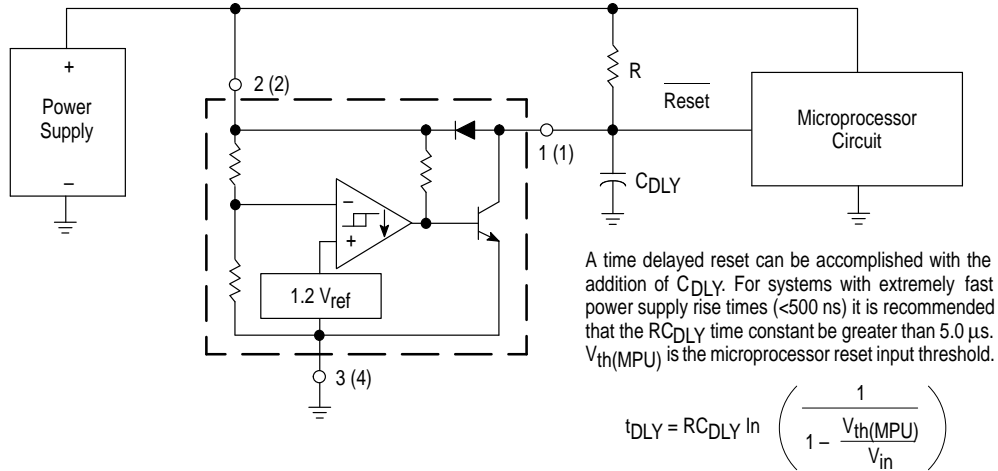 +
Power
Supply
–
2 (2)
R
Reset
1 (1)
Microprocessor
Circuit
CDLY
–
+
1.2 Vref
3 (4)
A time delayed reset can be accomplished with the
addition of CDLY. For systems with extremely fast
power supply rise times (<500 ns) it is recommended
that the RCDLY time constant be greater than 5.0 µs.
Vth(MPU) is the microprocessor reset input threshold.
tDLY = RCDLY In ( 1
1 – Vth(MPU)
Vin )